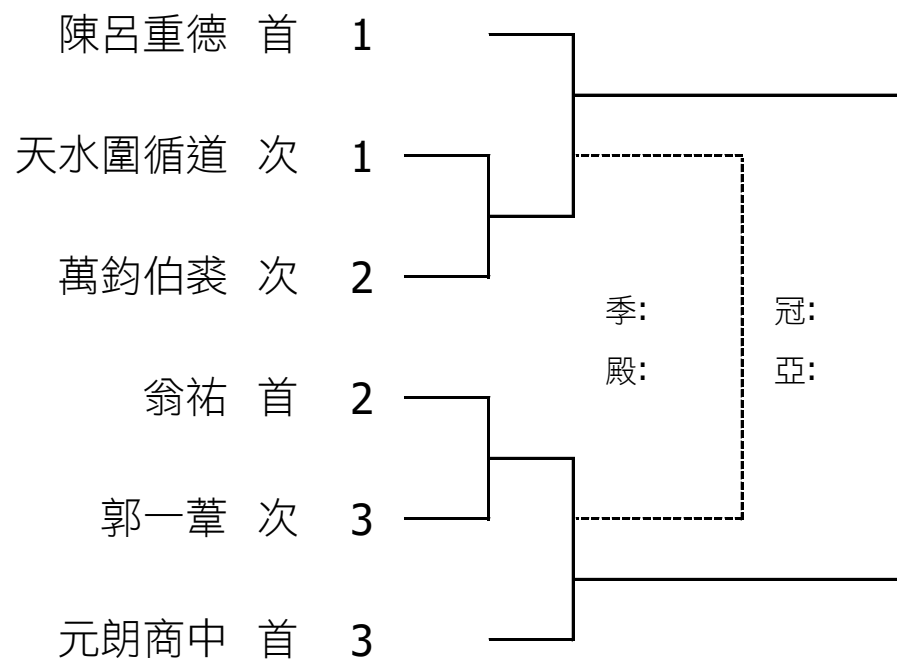 陳呂重德 首 1
天水圍循道 次 1
萬鈞伯裘 次 2
季: 冠:
殿: 亞:
翁祐 首 2
郭一葦 次 3
元朗商中 首 3